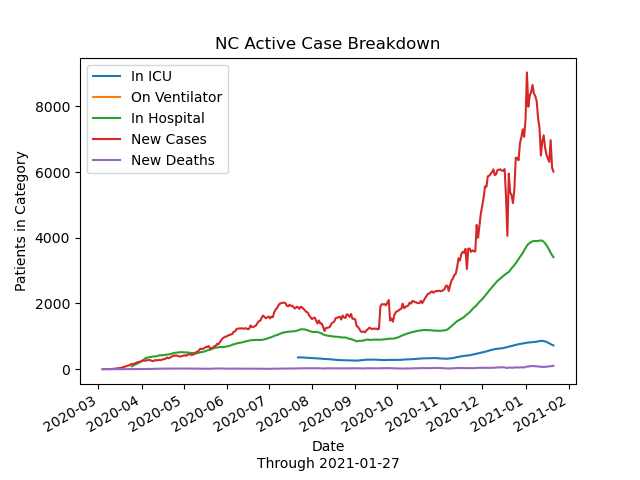 NC Active Case Breakdown
In ICU
On Ventilator
In Hospital
New Cases
New Deaths
Patients in Category
8000
6000
4000
2000
0
2020-03
2020-04
2020-05
2020-06
2020-07
2020-08
2020-09
2020-10
2020-11
2020-12
2021-01
2021-02
Date
Through 2021-01-27